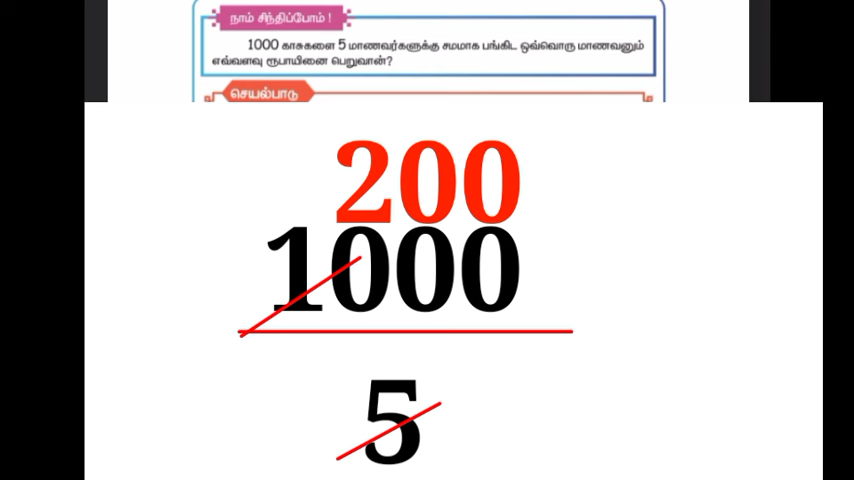 நாம் சிந்திப்போம் !
1000 காசுகளை 5 மாணவர்களுக்கு சமமாக பங்கிட ஒவ்வொரு மாணவனும்
எவ்வளவு ரூபாயினை பெறுவான்?
செயல்பாடு
200
1000
5